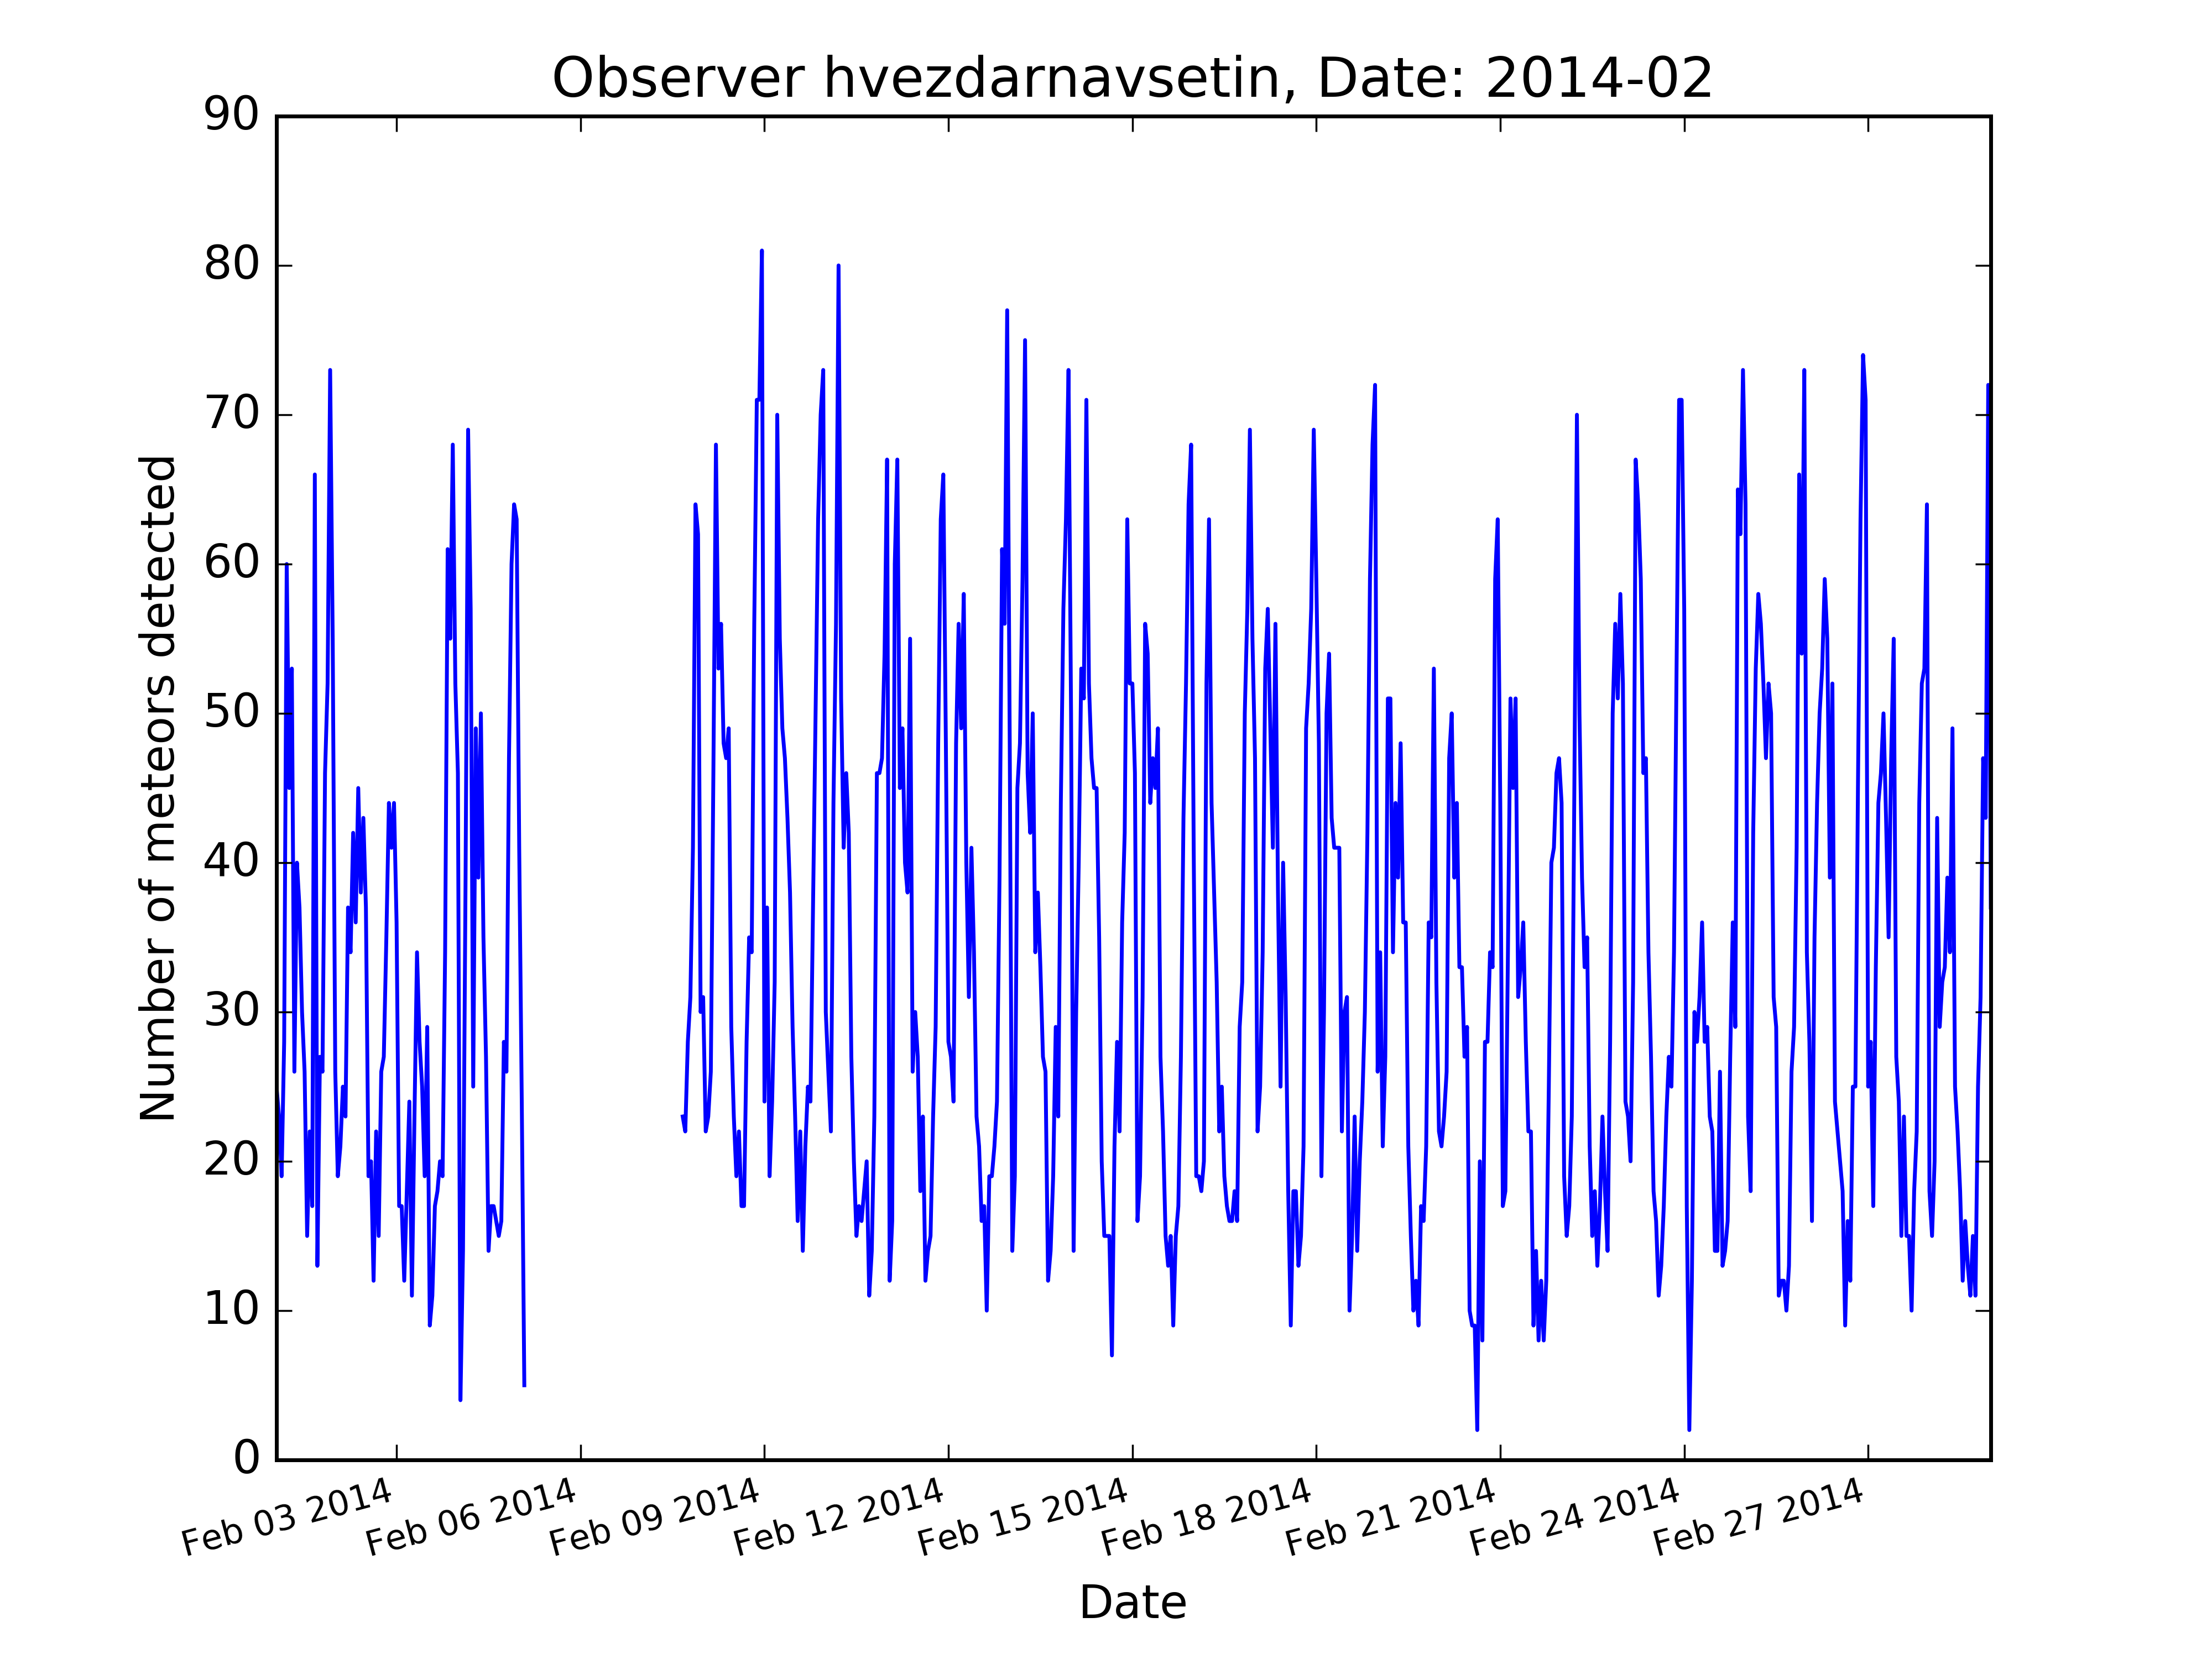 Observer hvezdarnavsetin, Date: 2014-02
90
80
70
60
50
40
30
20
10
0
Number of meteors detected
Feb 03 2014
Feb 06 2014
Feb 09 2014
Feb 12 2014
Feb 15 2014
Feb 18 2014
Feb 21 2014
Feb 24 2014
Feb 27 2014
Date